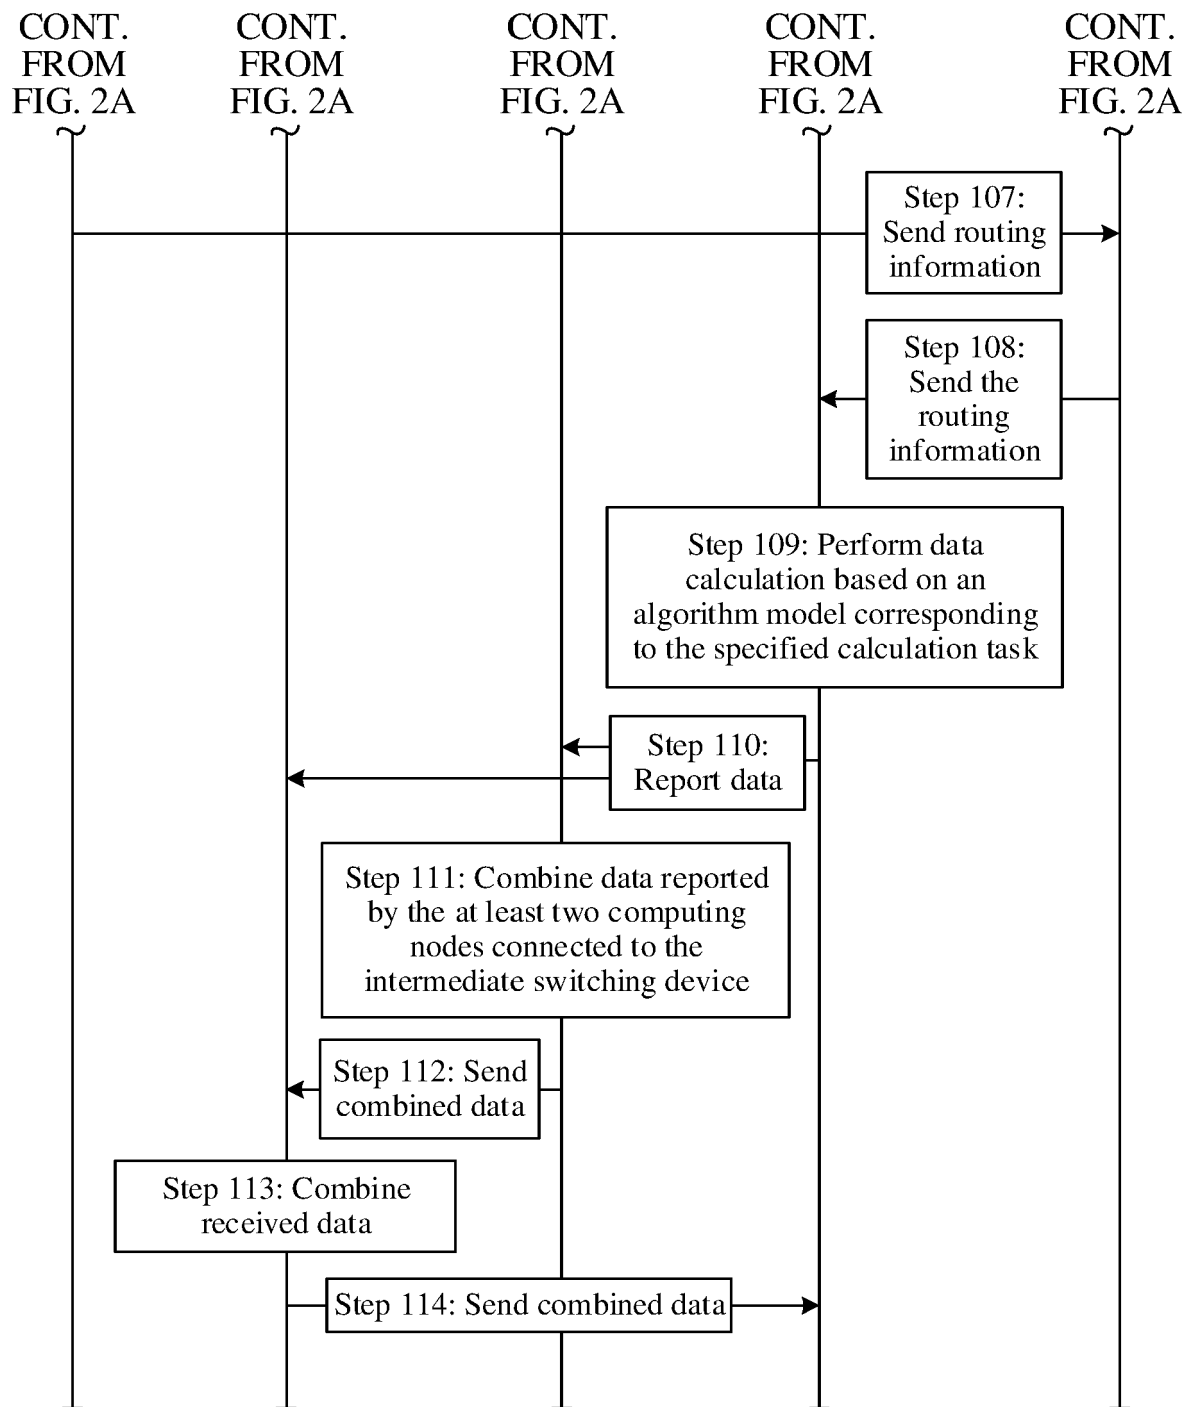 CONT.
FROM
FIG. 2A
CONT.
FROM
FIG. 2A
CONT.
FROM
FIG. 2A
CONT.
FROM
FIG. 2A
CONT.
FROM
FIG. 2A
Step 107:
Send routing
information
Step 108:
Send the
routing
information
Step 109: Perform data
calculation based on an
algorithm model corresponding
to the specified calculation task
Step 110:
Report data
Step 111: Combine data reported
by the at least two computing
nodes connected to the
intermediate switching device
Step 112: Send
combined data
Step 113: Combine
received data
Step 114: Send combined data